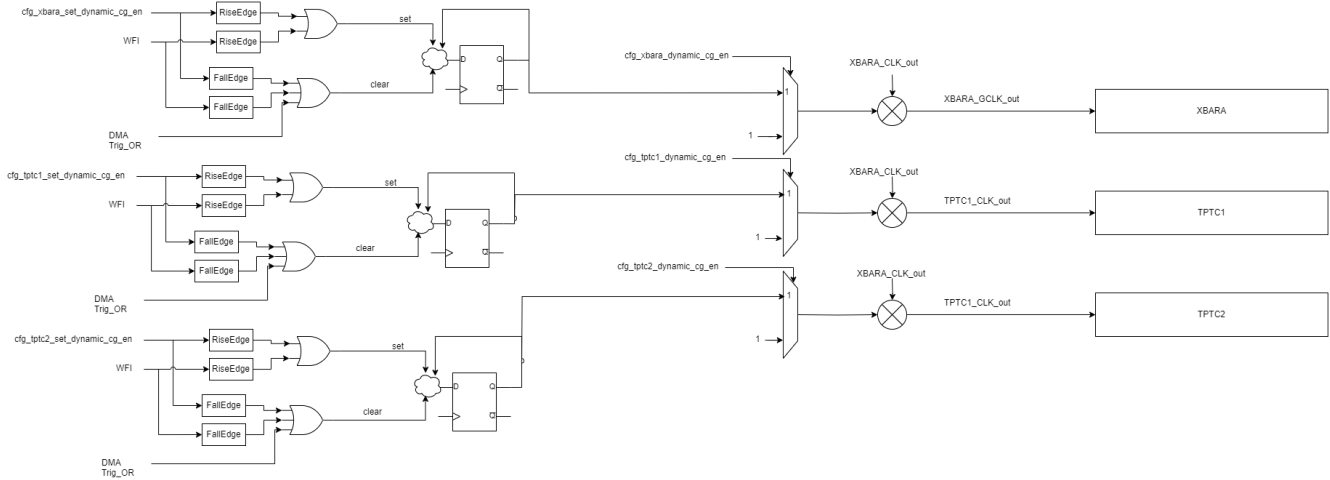 cfg_xbara_set_dynamic_cg_en
RiseEdge
set
WFI
RiseEdge
cfg_xbara_dynamic_cg_en
D
Q
XBARA_CLK_out
FallEdge
clear
Q
1
XBARA_GCLK_out
XBARA
FallEdge
DMA
Trig_OR
1
cfg_tptc1_dynamic_cg_en
cfg_tptc1_set_dynamic_cg_en
RiseEdge
set
XBARA_CLK_out
WFI
RiseEdge
1
TPTC1_CLK_out
TPTC1
D
Q
FallEdge
clear
Q
1
FallEdge
cfg_tptc2_dynamic_cg_en
XBARA_CLK_out
DMA
Trig_OR
1
TPTC1_CLK_out
TPTC2
cfg_tptc2_set_dynamic_cg_en
RiseEdge
set
1
WFI
RiseEdge
D
Q
FallEdge
clear
Q
FallEdge
DMA
Trig_OR